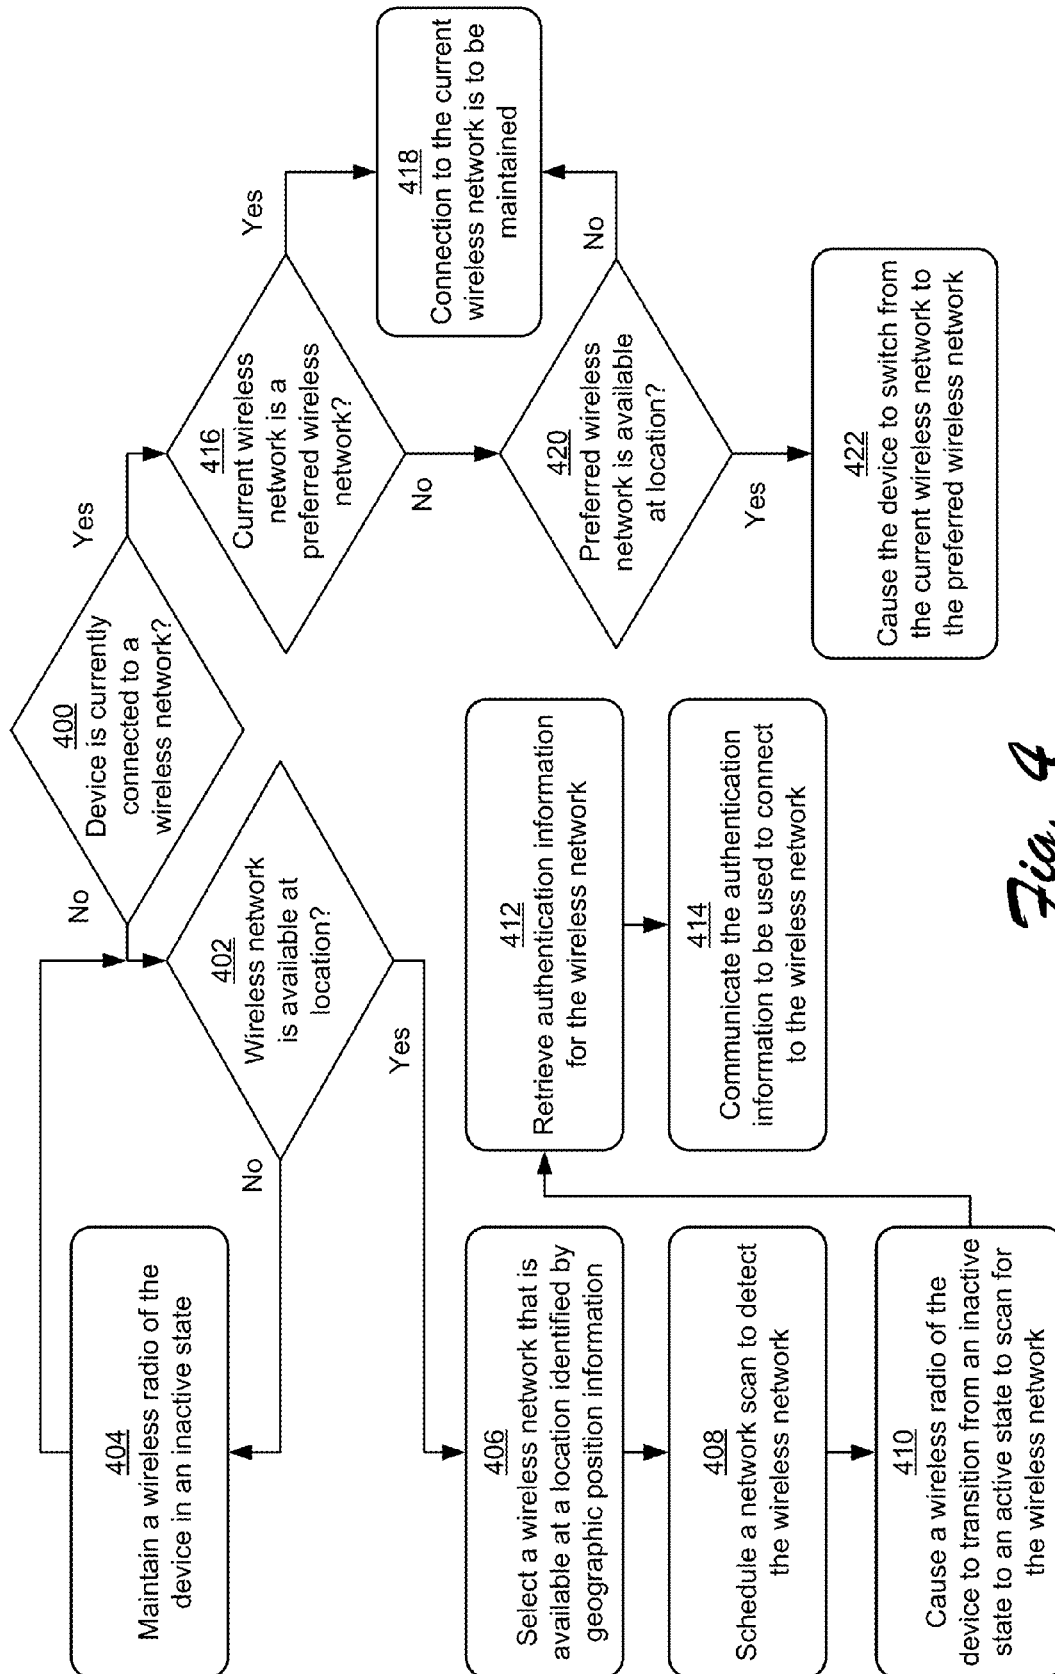 400
Device is currently
connected to a
wireless network?
No
Yes
402
Wireless network
is available at
location?
No
Yes
404
Maintain a wireless radio of the
device in an inactive state
406
Select a wireless network that is
available at a location identified by
geographic position information
408
Schedule a network scan to detect
the wireless network
410
Cause a wireless radio of the
device to transition from an inactive
state to an active state to scan for
the wireless network
412
Retrieve authentication information
for the wireless network
414
Communicate the authentication
information to be used to connect
to the wireless network
416
Current wireless
network is a
preferred wireless
network?
Yes
No
418
Connection to the current
wireless network is to be
maintained
420
Preferred wireless
network is available
at location?
No
Yes
422
Cause the device to switch from
the current wireless network to
the preferred wireless network
Fig. 4